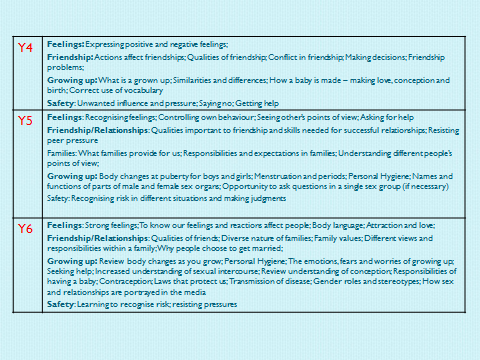 Y4
Feelings: Expressing positive and negative feelings;
Friendship: Actions affect friendships; Qualities of friendship; Conflict in friendship; Making decisions; Friendship
problems;
Growing up: What is a grown up; Similarities and differences; How a baby is made – making love, conception and
birth; Correct use of vocabulary
Safety: Unwanted influence and pressure; Saying no; Getting help
Y5
Feelings: Recognising feelings; Controlling own behaviour; Seeing other's points of view; Asking for help
Friendship/Relationships: Qualities important to friendship and skills needed for successful relationships; Resisting
peer pressure
Families: What families provide for us; Responsibilities and expectations in families; Understanding different people's
points of view;
Growing up: Body changes at puberty for boys and girls; Menstruation and periods; Personal Hygiene; Names and
functions of parts of male and female sex organs; Opportunity to ask questions in a single sex group (if necessary)
Safety: Recognising risk in different situations and making judgments
Y6
Feelings: Strong feelings; To know our feelings and reactions affect people; Body language; Attraction and love;
Friendship/Relationships: Qualities of friends; Diverse nature of families; Family values; Different views and
responsibilities within a family; Why people choose to get married;
Growing up: Review body changes as you grow; Personal Hygiene; The emotions, fears and worries of growing up;
Seeking help; Increased understanding of sexual intercourse; Review understanding of conception; Responsibilities of
having a baby; Contraception; Laws that protect us; Transmission of disease; Gender roles and stereotypes; How sex
and relationships are portrayed in the media
Safety: Learning to recognise risk; resisting pressures